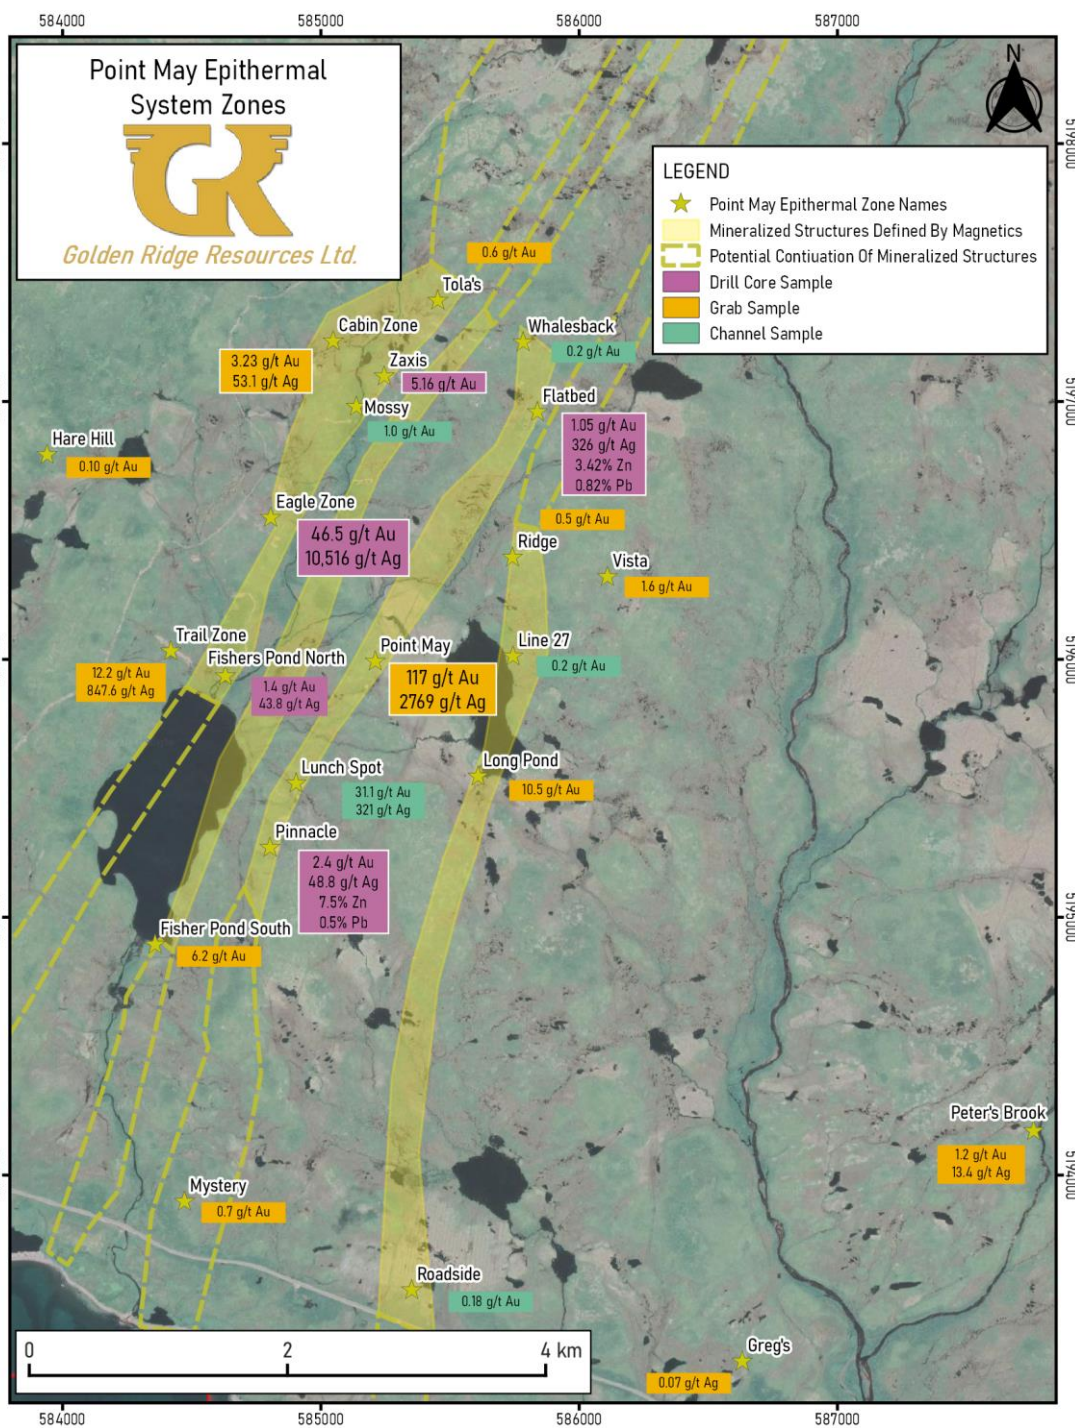 584000
585000
586000
587000
Point May Epithermal
System Zones
GR
Golden Ridge Resources Ltd.
N
5198000
LEGEND
Point May Epithermal Zone Names
Mineralized Structures Defined By Magnetics
Potential Contiuation Of Mineralized Structures
Drill Core Sample
Grab Sample
Channel Sample
0.6 g/t Au
Tola's
Cabin Zone
3.23 g/t Au
53.1 g/t Ag
Zaxis
5.16 g/t Au
Mossy
1.0 g/t Au
Whalesback
0.2 g/t Au
Flatbed
1.05 g/t Au
326 g/t Ag
3.42% Zn
0.82% Pb
5197000
Hare Hill
0.10 g/t Au
Eagle Zone
46.5 g/t Au
10,516 g/t Ag
0.5 g/t Au
Ridge
Vista
1.6 g/t Au
Trail Zone
12.2 g/t Au
847.6 g/t Ag
Fishers Pond North
1.4 g/t Au
43.8 g/t Ag
Point May
117 g/t Au
2769 g/t Ag
Line 27
0.2 g/t Au
5196000
Lunch Spot
31.1 g/t Au
321 g/t Ag
Long Pond
10.5 g/t Au
Pinnacle
2.4 g/t Au
48.8 g/t Ag
7.5% Zn
0.5% Pb
Fisher Pond South
6.2 g/t Au
5195000
Peter's Brook
1.2 g/t Au
13.4 g/t Ag
5194000
Mystery
0.7 g/t Au
Roadside
0.18 g/t Au
Greg's
0.07 g/t Ag
0
2
4 km
584000
585000
586000
587000